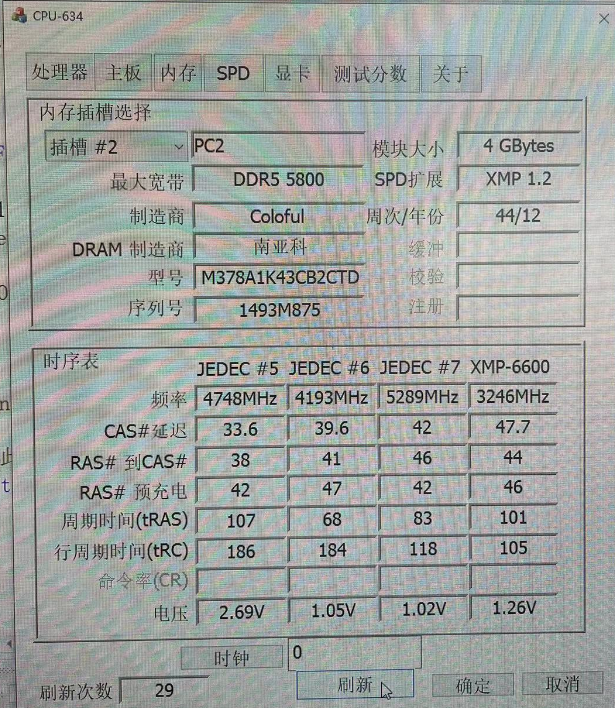 CPU-634
处理器 主板 内存 SPD 显卡 测试分数 关于
内存插槽选择
插槽 #2 PC2 模块大小 4 GBytes
最大宽带 DDR5 5800 SPD扩展 XMP 1.2
制造商 Coloful 周次/年份 44/12
DRAM 制造商 南亚科 缓冲
型号 M378A1K43CB2CTD 校验
序列号 1493M875 注册
时序表
JEDEC #5 JEDEC #6 JEDEC #7 XMP-6600
频率 4748MHz 4193MHz 5289MHz 3246MHz
CAS#延迟 33.6 39.6 42 47.7
RAS# 到CAS# 38 41 46 44
RAS# 预充电 42 47 42 46
周期时间(tRAS) 107 68 83 101
行周期时间(tRC) 186 184 118 105
命令率(CR)
电压 2.69V 1.05V 1.02V 1.26V
时钟 0
刷新次数 29 刷新 确定 取消